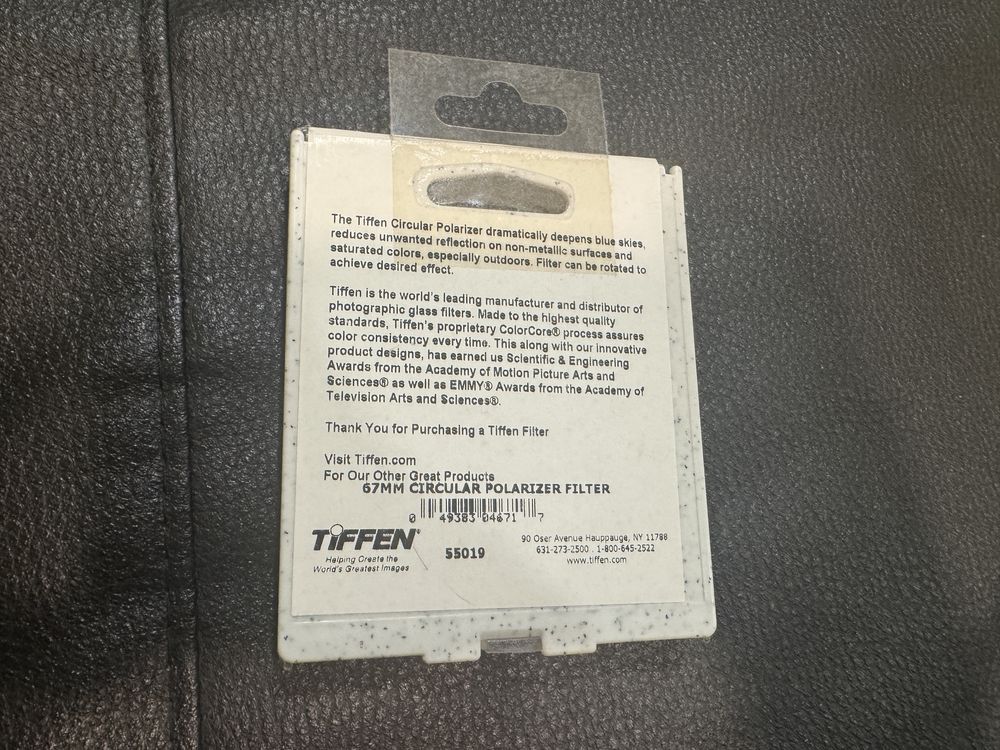 The Tiffen Circular Polarizer dramatically deepens blue skies,
reduces unwanted reflection on non-metallic surfaces and
saturated colors, especially outdoors. Filter can be rotated to
achieve desired effect.
Tiffen is the world's leading manufacturer and distributor of
photographic glass filters. Made to the highest quality
standards, Tiffen's proprietary ColorCore® process assures
color consistency every time. This along with our innovative
product designs, has earned us Scientific & Engineering
Awards from the Academy of Motion Picture Arts and
Sciences® as well as EMMY® Awards from the Academy of
Television Arts and Sciences®.
Thank You for Purchasing a Tiffen Filter
Visit Tiffen.com
For Our Other Great Products
67MM CIRCULAR POLARIZER FILTER
0 49383 04671 7
TIFFEN®
Helping Create the
World's Greatest Images
55019
90 Oser Avenue Hauppauge, NY 11788
631-273-2500 . 1-800-645-2522
www.tiffen.com